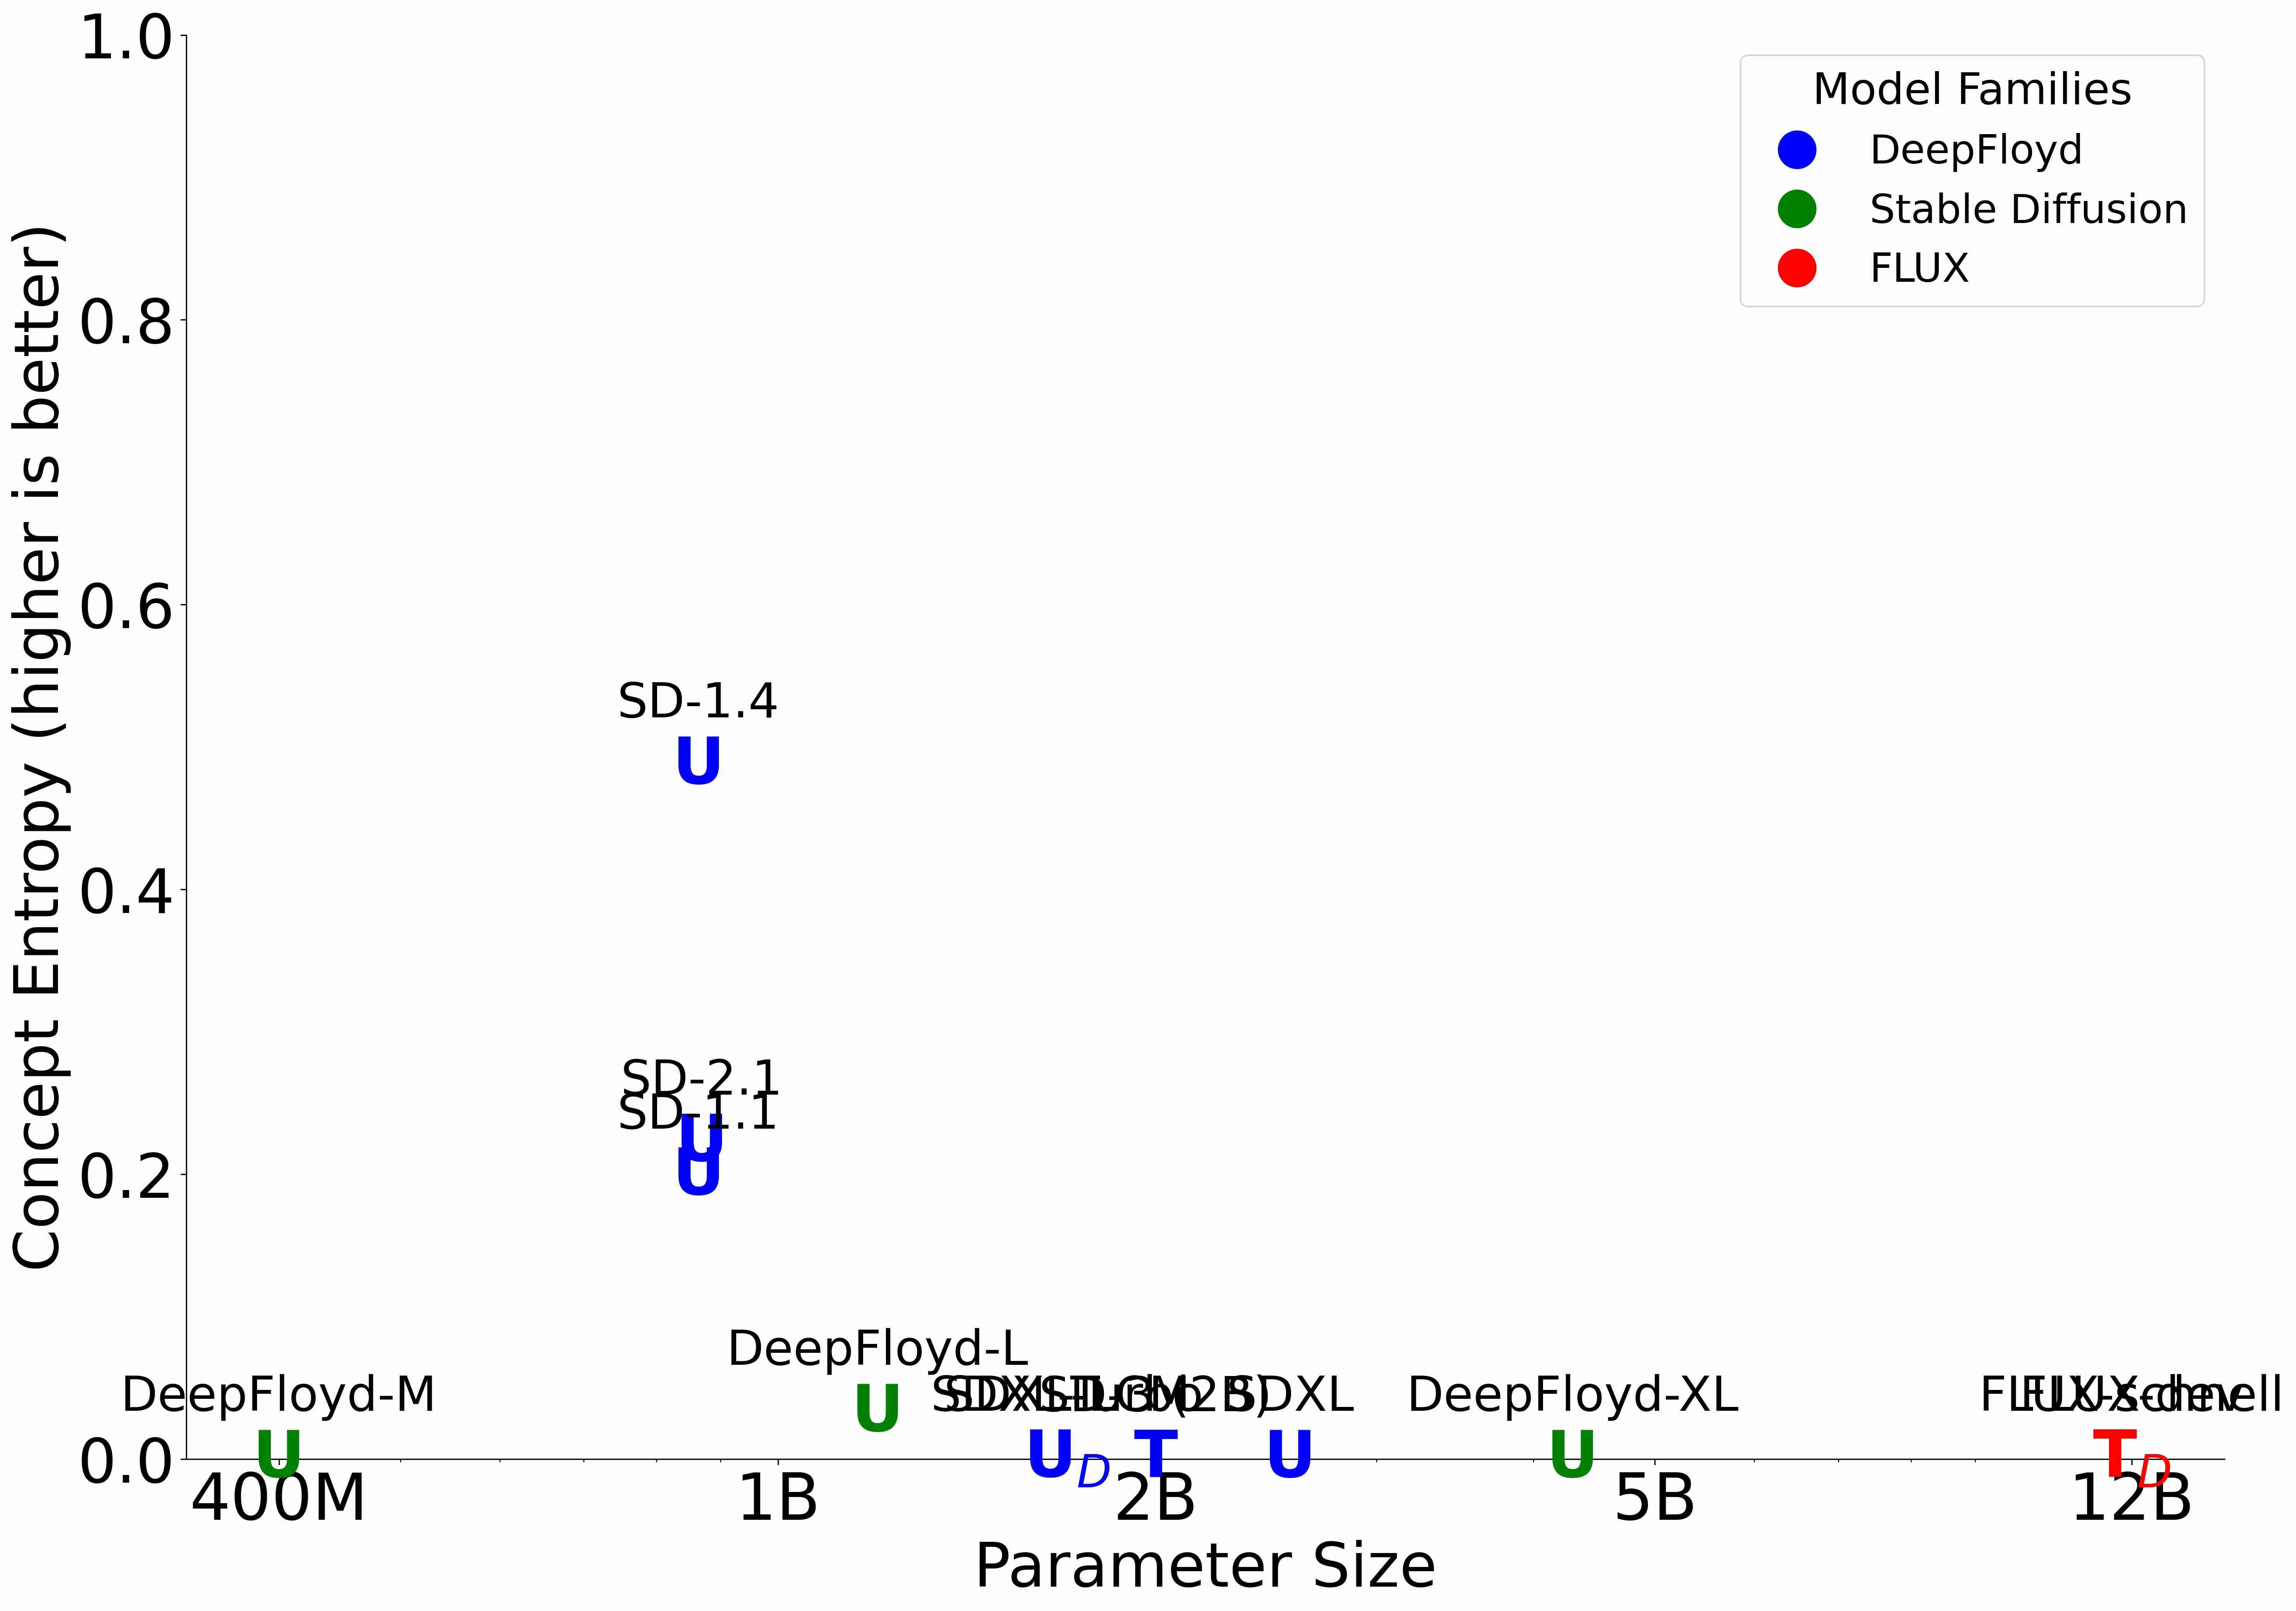 Concept Entropy (higher is better)
1.0
0.8
0.6
0.4
0.2
0.0
Model Families
DeepFloyd
Stable Diffusion
FLUX
SD-1.4
U
SD-2.1
SD-1.1
U
U
DeepFloyd-L
U
DeepFloyd-M
U
SDXL
U D
T
U
DeepFloyd-XL
U
T D
400M
1B
2B
5B
12B
Parameter Size